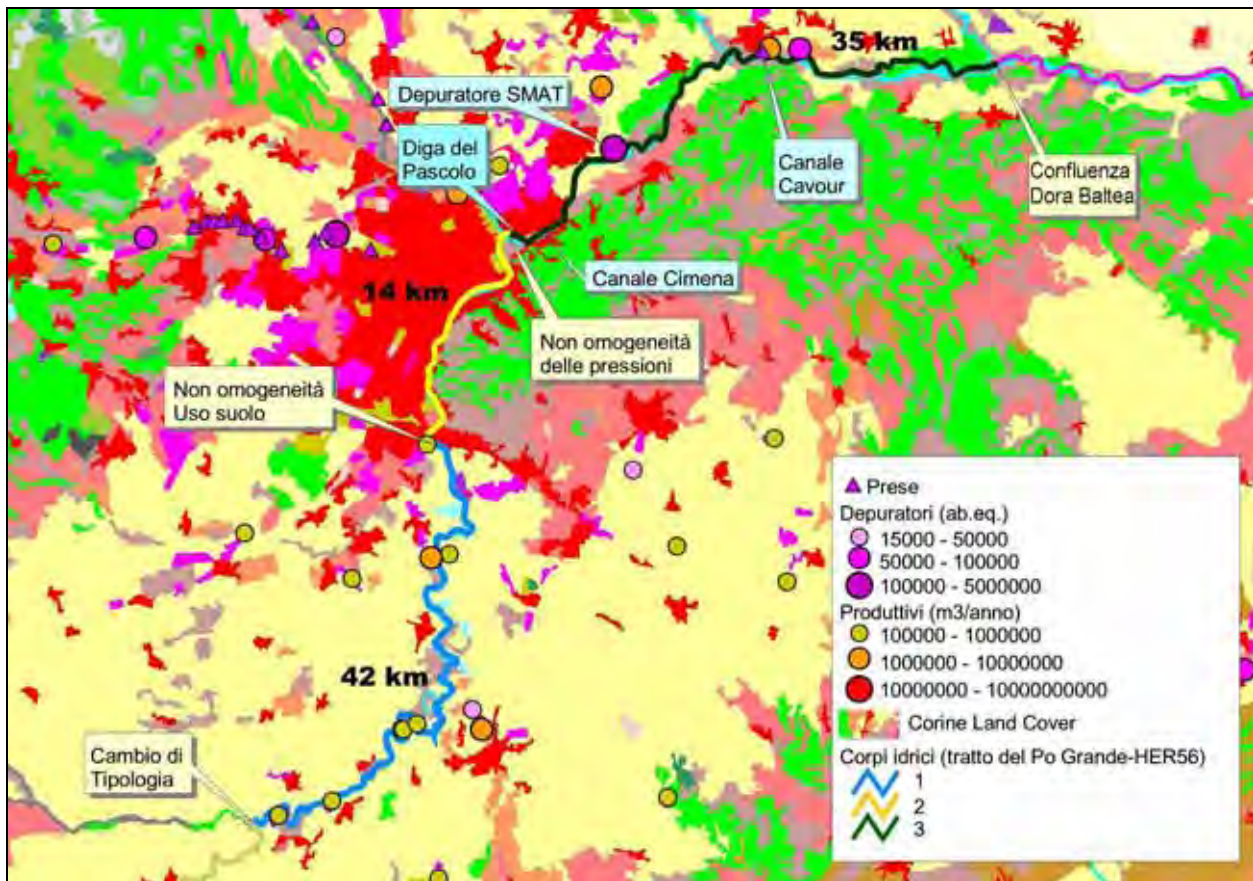 35 km
Depuratore SMAT
Diga del
Pascolo
Canale
Cavour
Confluenza
Dora Baltea
Canale Cimena
14 km
Non omogeneità
delle pressioni
Non omogeneità
Uso suolo
42 km
Cambio di
Tipologia
Prese
Depuratori (ab.eq.)
15000 - 50000
50000 - 100000
100000 - 5000000
Produttivi (m3/anno)
100000 - 1000000
1000000 - 10000000
10000000 - 10000000000
Corine Land Cover
Corpi idrici (tratto del Po Grande-HER56)
1
2
3